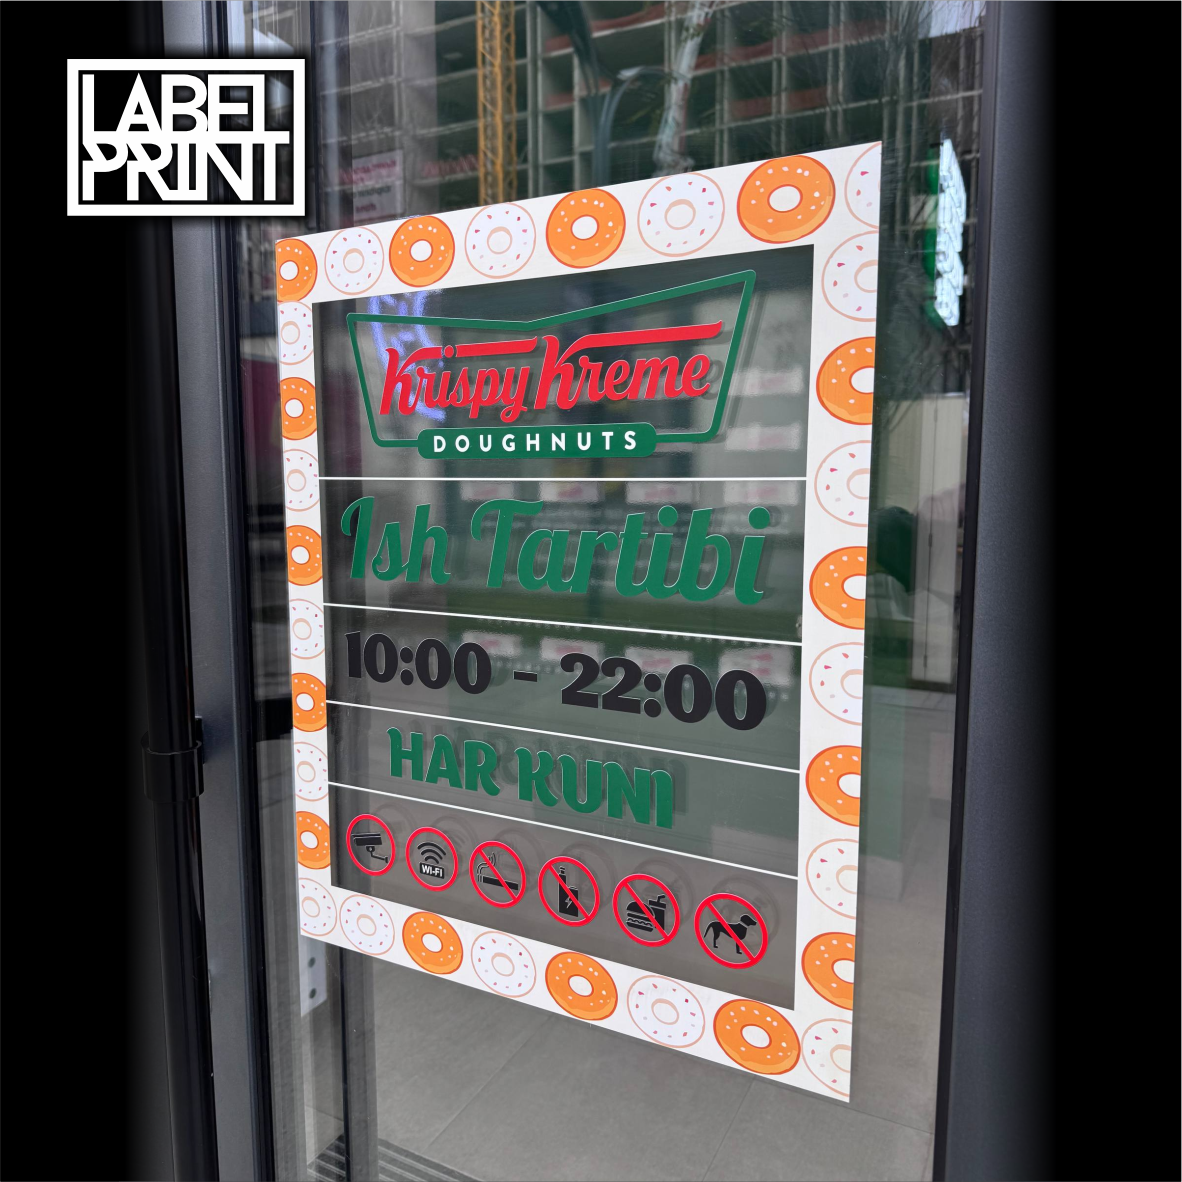 LABEL
PRINT
Krispy Kreme
DOUGHNUTS
Ish Tartibi
10:00 - 22:00
HAR KUNI
WI-FI